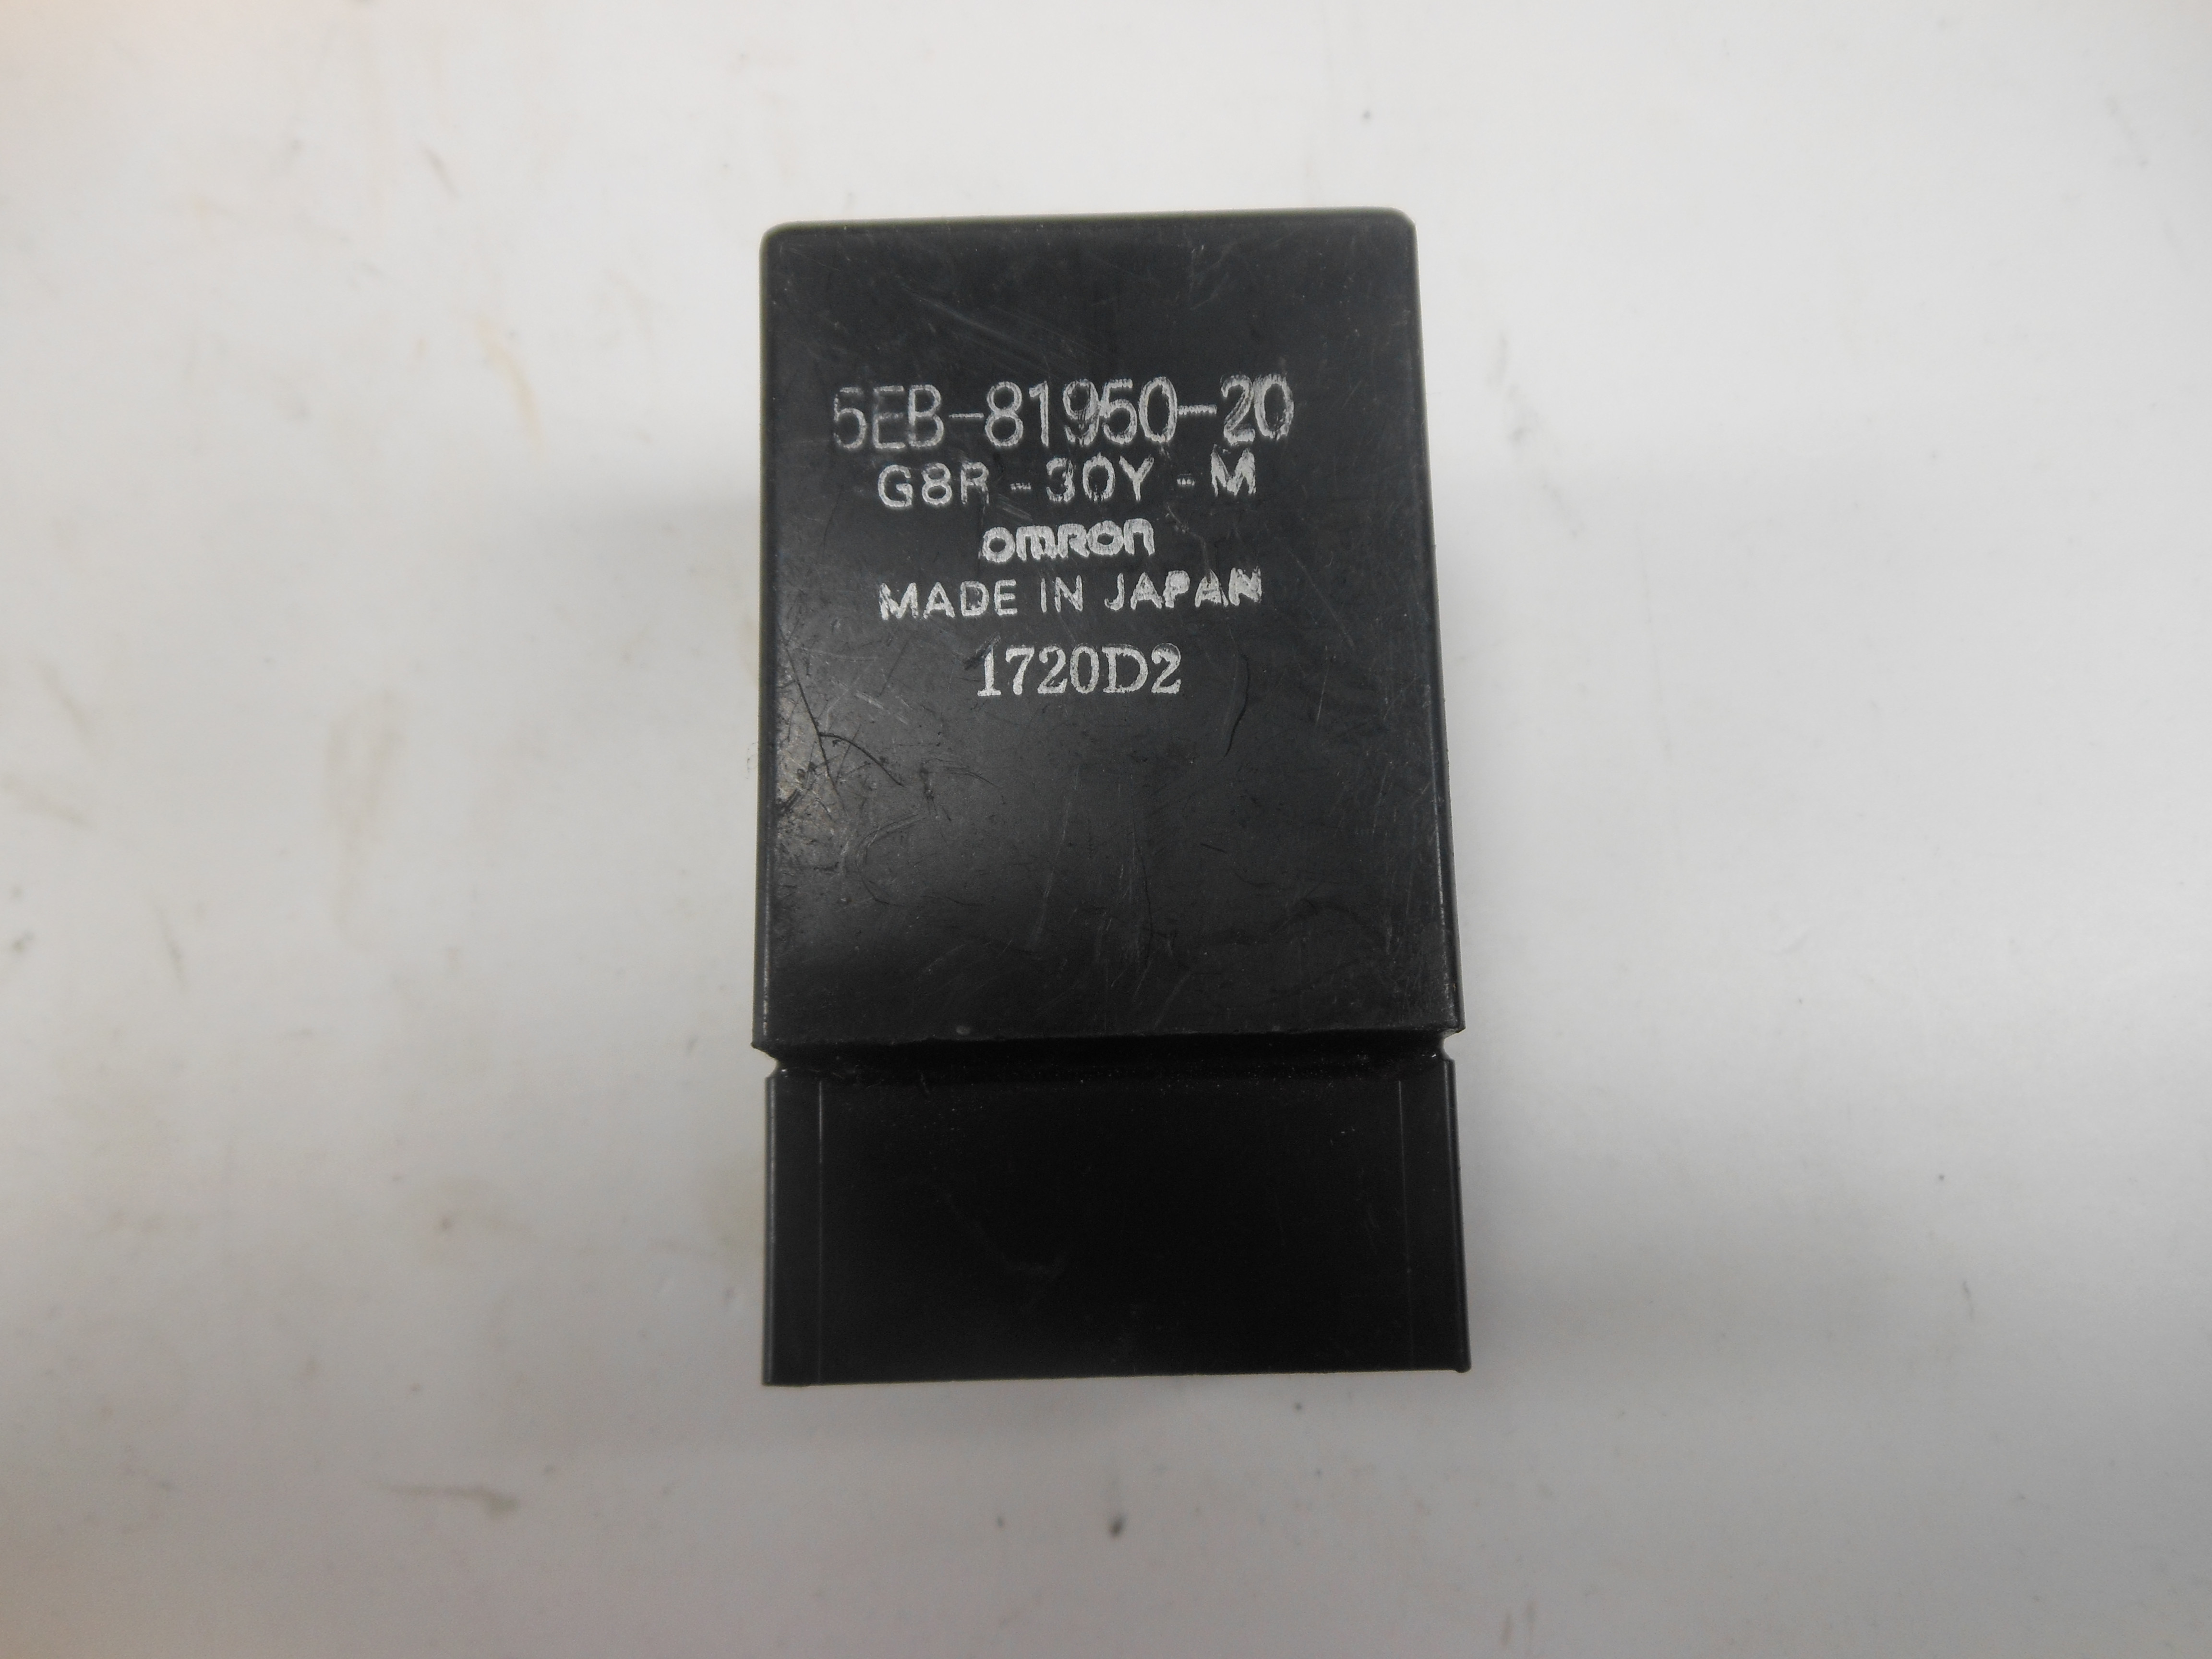 5EB-81950-20
G8R-30Y-M
omron
MADE IN JAPAN
1720D2